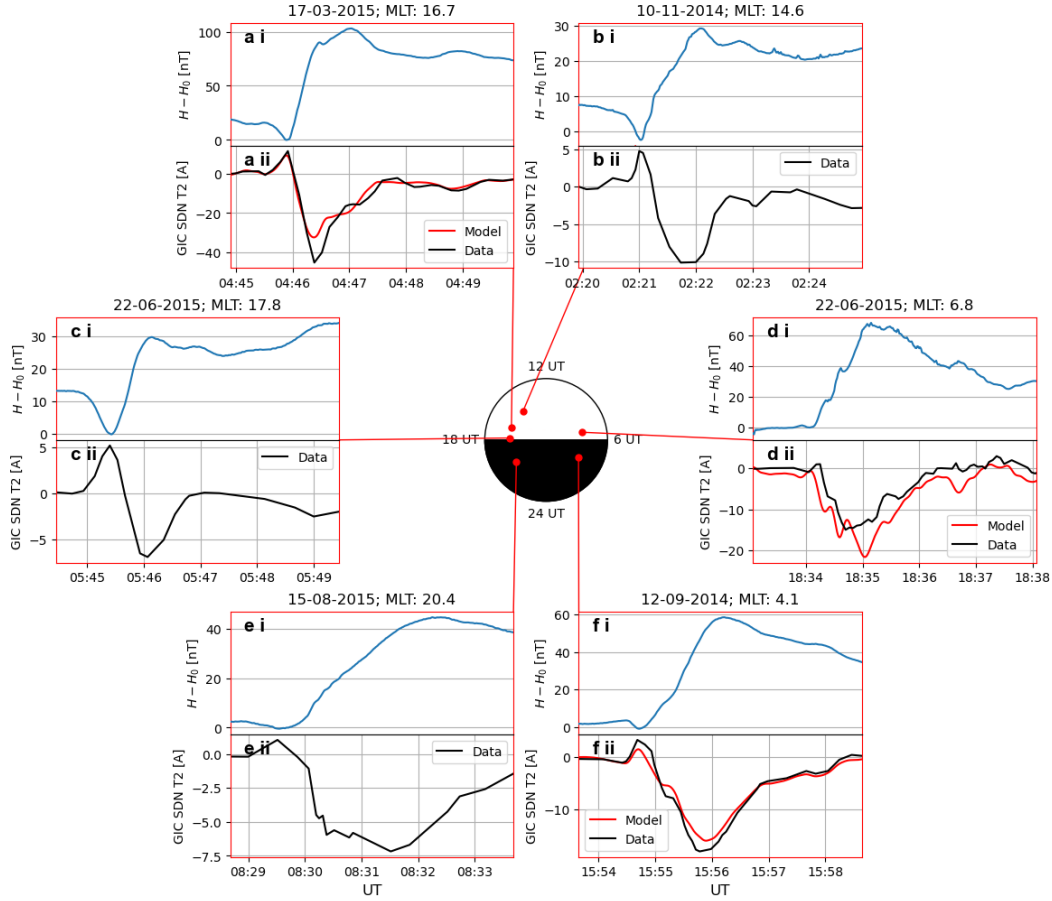 17-03-2015; MLT: 16.7
a i
H − H₀ [nT]
100
50
0
a ii
GIC SDN T2 [A]
0
−20
−40
Model
Data
04:45 04:46 04:47 04:48 04:49
10-11-2014; MLT: 14.6
b i
H − H₀ [nT]
30
20
10
0
b ii
GIC SDN T2 [A]
5
0
−5
−10
Data
02:20 02:21 02:22 02:23 02:24
22-06-2015; MLT: 17.8
c i
H − H₀ [nT]
30
20
10
0
c ii
GIC SDN T2 [A]
5
0
−5
Data
05:45 05:46 05:47 05:48 05:49
12 UT
18 UT
6 UT
24 UT
22-06-2015; MLT: 6.8
d i
H − H₀ [nT]
60
40
20
0
d ii
GIC SDN T2 [A]
0
−10
−20
Model
Data
18:34 18:35 18:36 18:37 18:38
15-08-2015; MLT: 20.4
e i
H − H₀ [nT]
40
20
0
e ii
GIC SDN T2 [A]
0.0
−2.5
−5.0
−7.5
Data
08:29 08:30 08:31 08:32 08:33
UT
12-09-2014; MLT: 4.1
f i
H − H₀ [nT]
60
40
20
0
f ii
GIC SDN T2 [A]
0
−10
Model
Data
15:54 15:55 15:56 15:57 15:58
UT